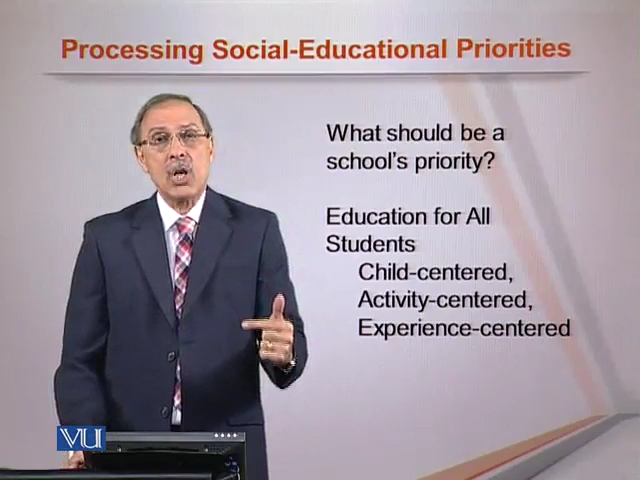 Processing Social-Educational Priorities
What should be a
school's priority?
Education for All
Students
Child-centered,
Activity-centered,
Experience-centered
VU